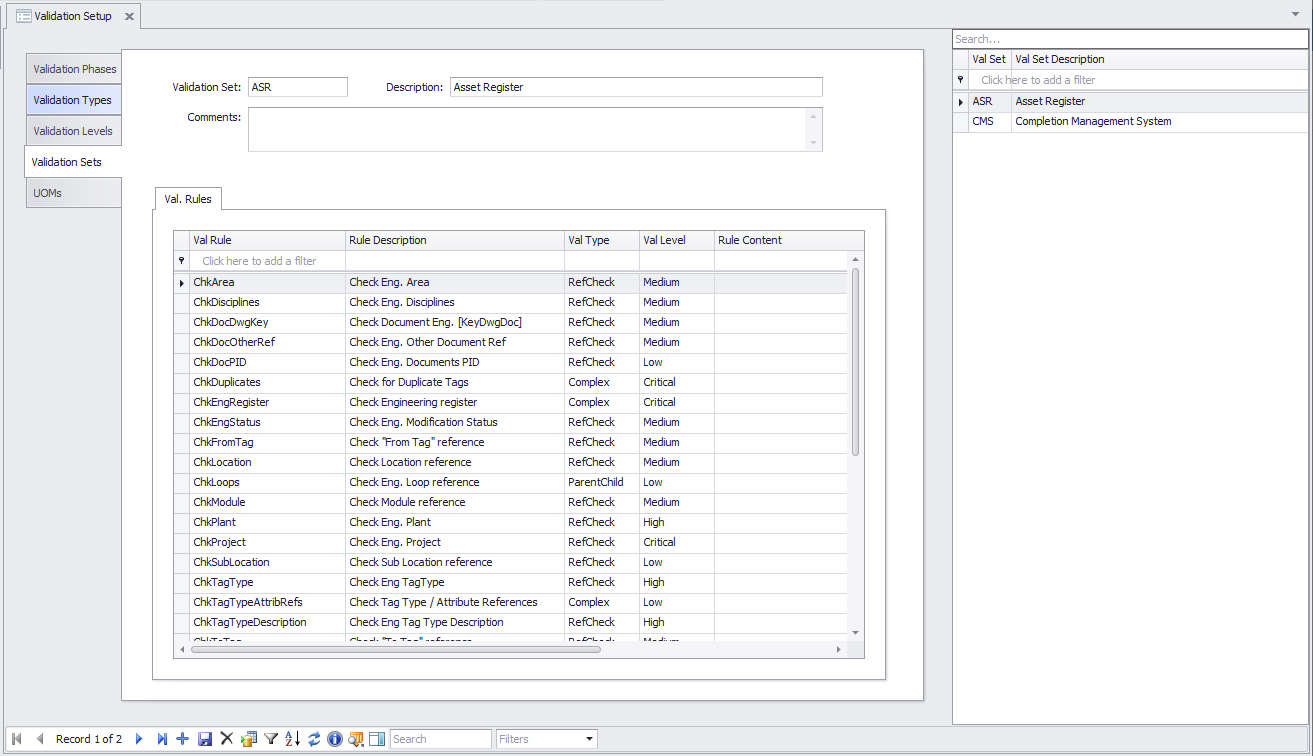 Validation Setup
Search...
Val Set Val Set Description
Click here to add a filter
ASR Asset Register
CMS Completion Management System
Validation Phases
Validation Types
Validation Levels
Validation Sets
UOMs
Validation Set: ASR Description: Asset Register
Comments:
Val. Rules
Val Rule Rule Description Val Type Val Level Rule Content
Click here to add a filter
ChkArea Check Eng. Area RefCheck Medium
ChkDisciplines Check Eng. Disciplines RefCheck Medium
ChkDocDwgKey Check Document Eng. [KeyDwgDoc] RefCheck Medium
ChkDocOtherRef Check Eng. Other Document Ref RefCheck Medium
ChkDocPID Check Eng. Documents PID RefCheck Low
ChkDuplicates Check for Duplicate Tags Complex Critical
ChkEngRegister Check Engineering register Complex Critical
ChkEngStatus Check Eng. Modification Status RefCheck Medium
ChkFromTag Check "From Tag" reference RefCheck Medium
ChkLocation Check Location reference RefCheck Medium
ChkLoops Check Eng. Loop reference ParentChild Low
ChkModule Check Module reference RefCheck Medium
ChkPlant Check Eng. Plant RefCheck High
ChkProject Check Eng. Project RefCheck Critical
ChkSubLocation Check Sub Location reference RefCheck Low
ChkTagType Check Eng TagType RefCheck High
ChkTagTypeAttribRefs Check Tag Type / Attribute References Complex Low
ChkTagTypeDescription Check Eng Tag Type Description RefCheck High
ChkToTag Check "To Tag" reference RefCheck Medium
Record 1 of 2 Search Filters